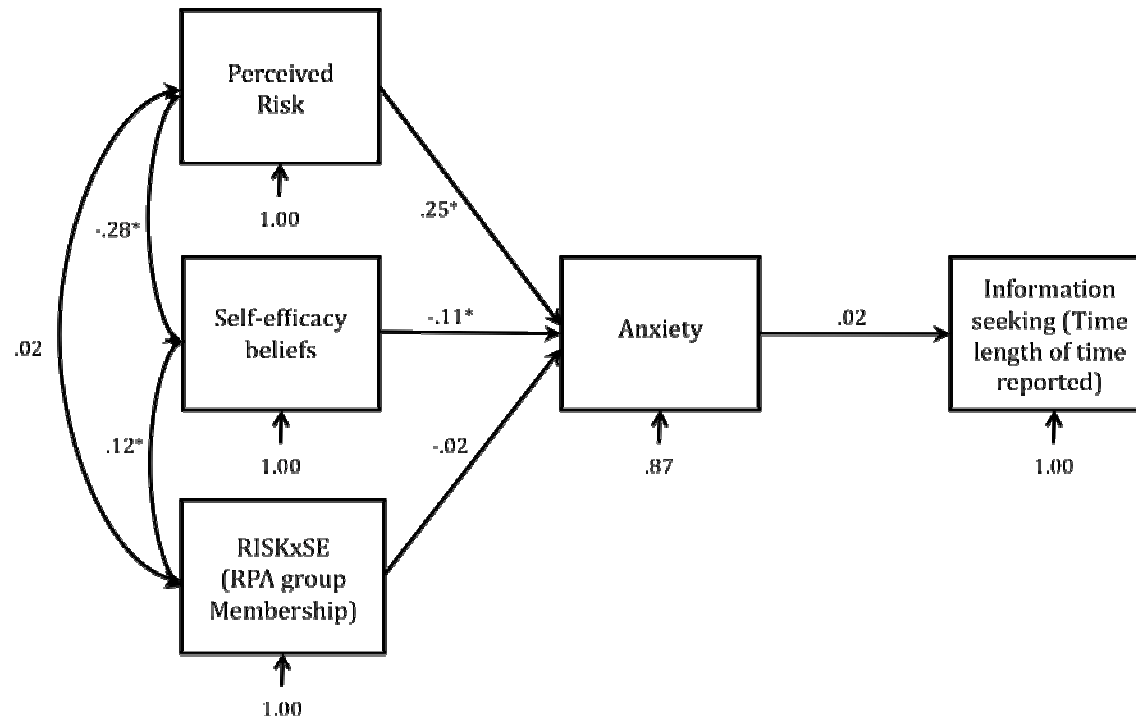 Perceived
Risk
1.00
-.28*
.25*
Self-efficacy
beliefs
1.00
-.11*
Anxiety
.87
.02
Information
seeking (Time
length of time
reported)
1.00
.02
.12*
-.02
RISKxSE
(RPA group
Membership)
1.00